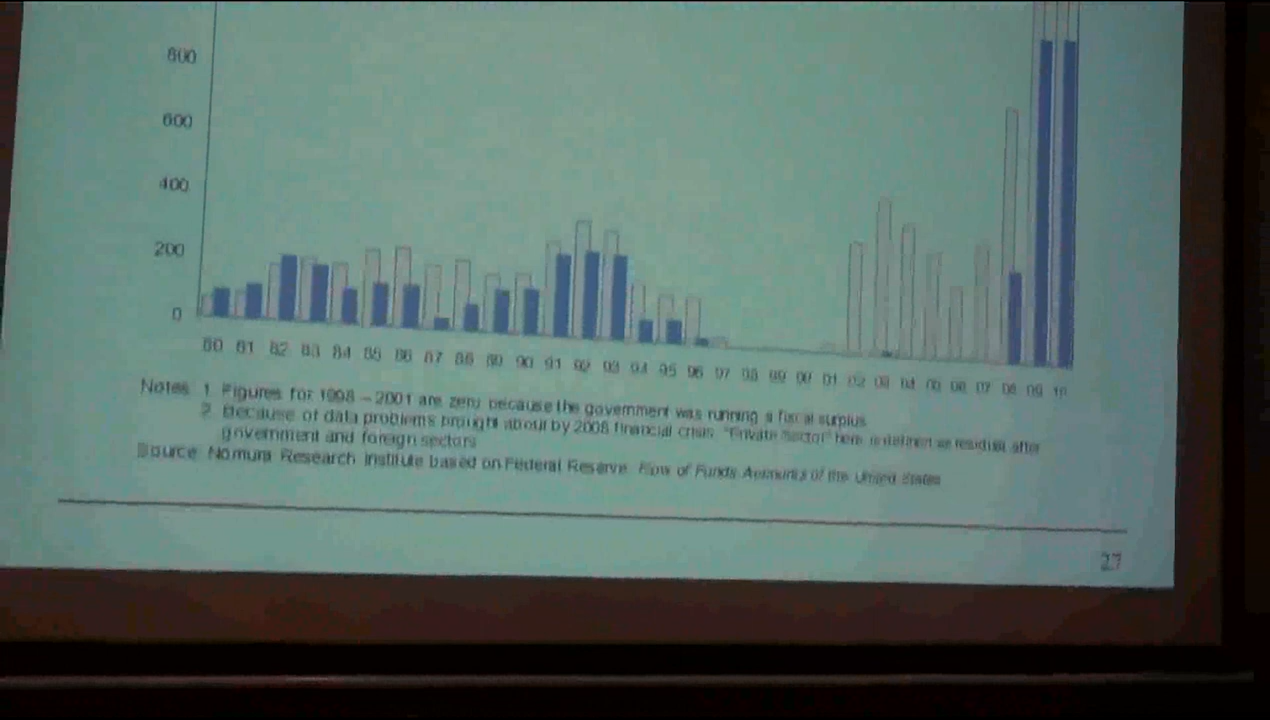 800
600
400
200
0
80 81 82 83 84 85 86 87 88 89 90 91 92 93 94 95 96 97 98 99 00 01 02 03 04 05 06 07 08 09 10
Notes 1 Figures for 1998 – 2001 are zero because the government was running a fiscal surplus
2 Because of data problems brought about by 2008 financial crisis "Private Sector" here is defined as residual after
government and foreign sectors
Source Nomura Research Institute based on Federal Reserve Flow of Funds Accounts of the United States
27